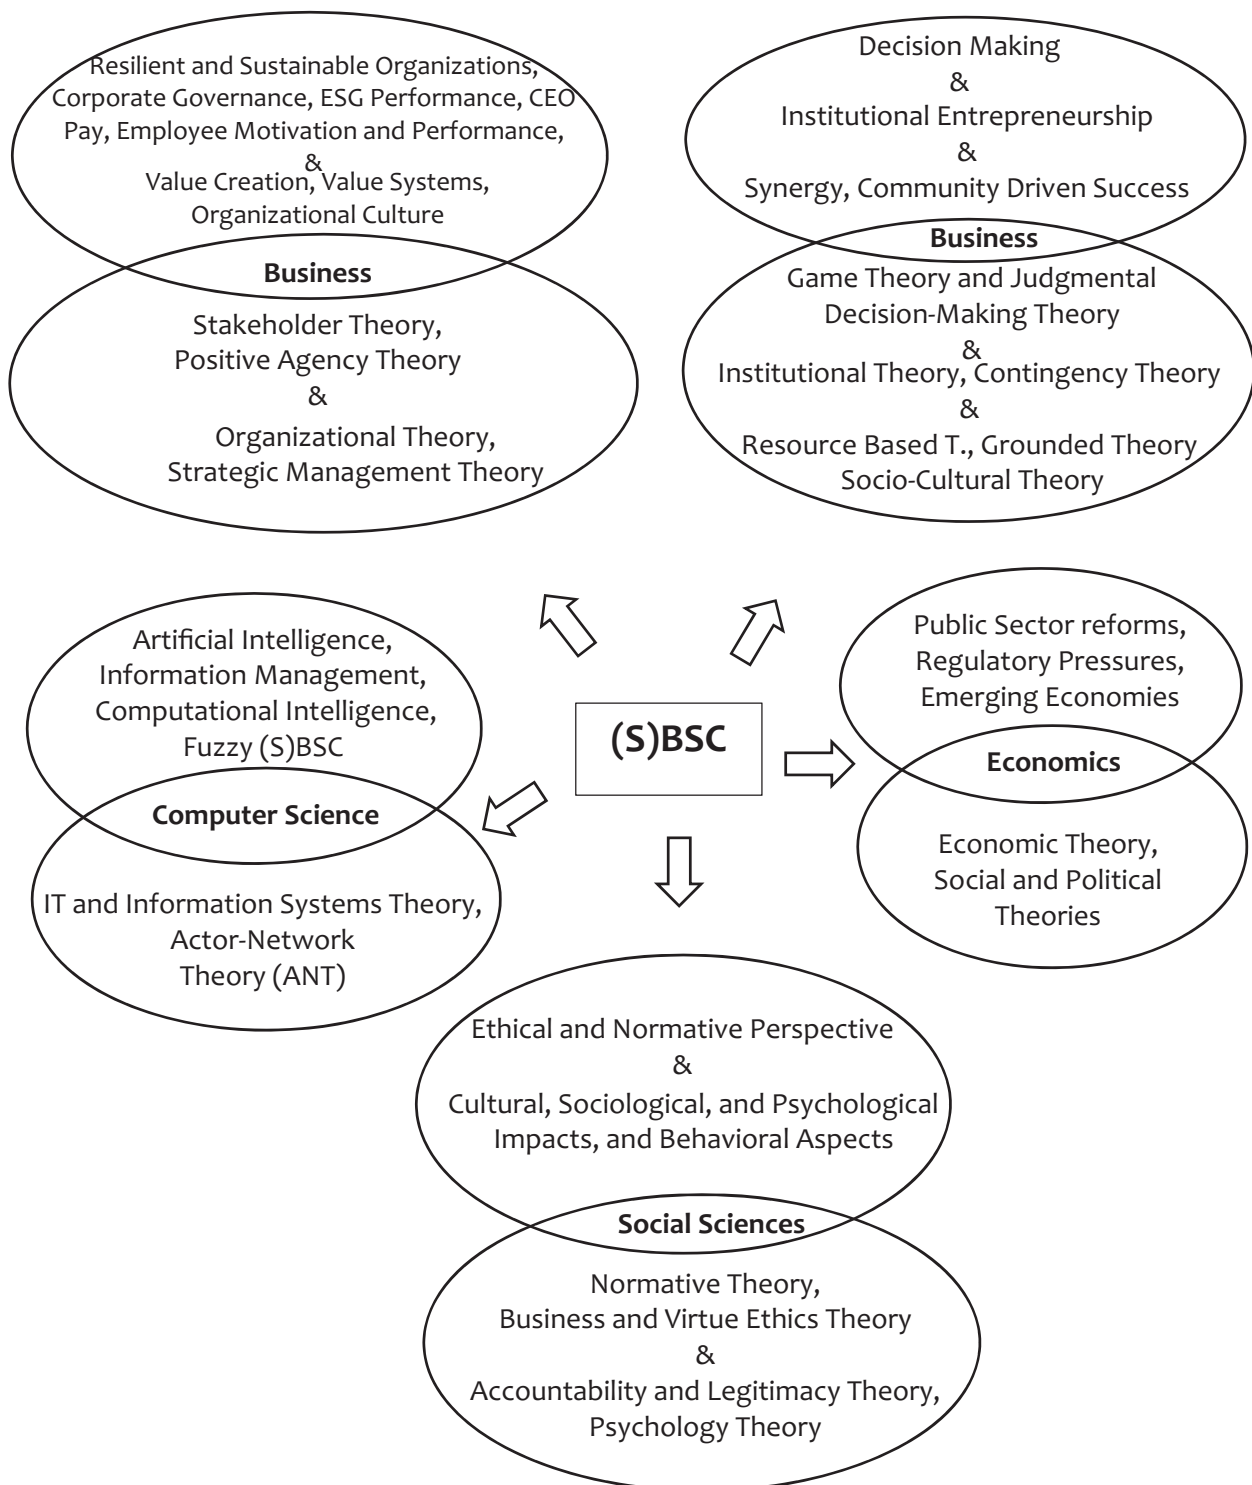 Resilient and Sustainable Organizations,
Corporate Governance, ESG Performance, CEO
Pay, Employee Motivation and Performance,
&
Value Creation, Value Systems,
Organizational Culture
Business
Stakeholder Theory,
Positive Agency Theory
&
Organizational Theory,
Strategic Management Theory
Decision Making
&
Institutional Entrepreneurship
&
Synergy, Community Driven Success
Business
Game Theory and Judgmental
Decision-Making Theory
&
Institutional Theory, Contingency Theory
&
Resource Based T., Grounded Theory
Socio-Cultural Theory
Artificial Intelligence,
Information Management,
Computational Intelligence,
Fuzzy (S)BSC
Computer Science
IT and Information Systems Theory,
Actor-Network
Theory (ANT)
(S)BSC
Public Sector reforms,
Regulatory Pressures,
Emerging Economies
Economics
Economic Theory,
Social and Political
Theories
Ethical and Normative Perspective
&
Cultural, Sociological, and Psychological
Impacts, and Behavioral Aspects
Social Sciences
Normative Theory,
Business and Virtue Ethics Theory
&
Accountability and Legitimacy Theory,
Psychology Theory